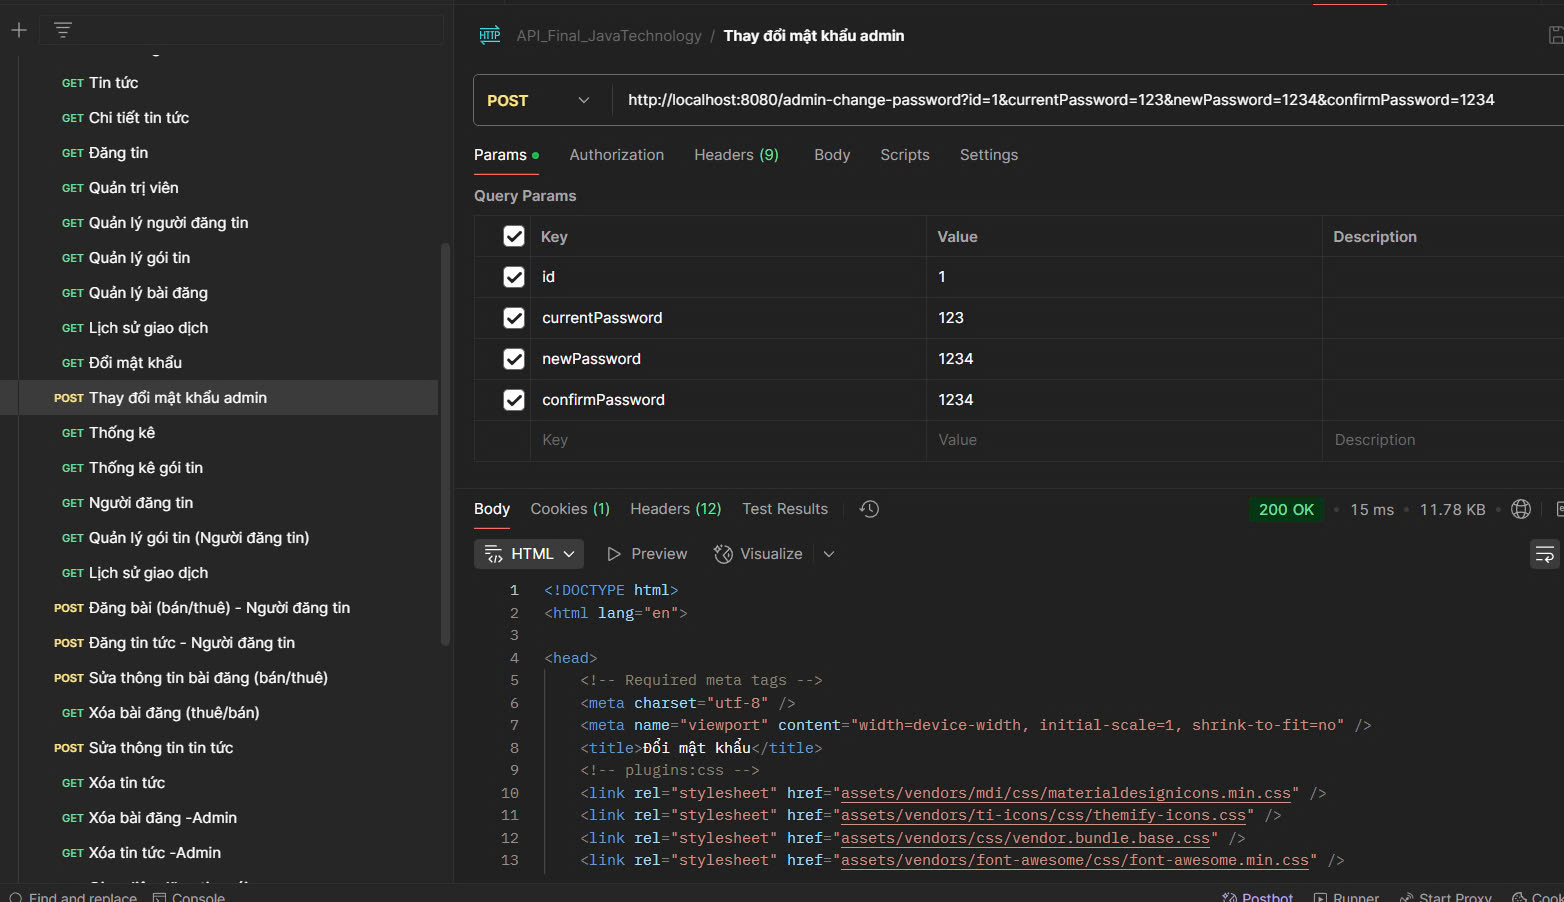 GET Tin tức
GET Chi tiết tin tức
GET Đăng tin
GET Quản trị viên
GET Quản lý người đăng tin
GET Quản lý gói tin
GET Quản lý bài đăng
GET Lịch sử giao dịch
GET Đổi mật khẩu
POST Thay đổi mật khẩu admin
GET Thống kê
GET Thống kê gói tin
GET Người đăng tin
GET Quản lý gói tin (Người đăng tin)
GET Lịch sử giao dịch
POST Đăng bài (bán/thuê) - Người đăng tin
POST Đăng tin tức - Người đăng tin
POST Sửa thông tin bài đăng (bán/thuê)
GET Xóa bài đăng (thuê/bán)
POST Sửa thông tin tin tức
GET Xóa tin tức
GET Xóa bài đăng -Admin
GET Xóa tin tức -Admin
HTTP API_Final_JavaTechnology / Thay đổi mật khẩu admin
POST http://localhost:8080/admin-change-password?id=1&currentPassword=123&newPassword=1234&confirmPassword=1234
Params Authorization Headers (9) Body Scripts Settings
Query Params
Key Value Description
id 1
currentPassword 123
newPassword 1234
confirmPassword 1234
Key Value Description
Body Cookies (1) Headers (12) Test Results 200 OK • 15 ms • 11.78 KB •
HTML Preview Visualize
1 <!DOCTYPE html>
2 <html lang="en">
3
4 <head>
5 <!-- Required meta tags -->
6 <meta charset="utf-8" />
7 <meta name="viewport" content="width=device-width, initial-scale=1, shrink-to-fit=no" />
8 <title>Đổi mật khẩu</title>
9 <!-- plugins:css -->
10 <link rel="stylesheet" href="assets/vendors/mdi/css/materialdesignicons.min.css" />
11 <link rel="stylesheet" href="assets/vendors/ti-icons/css/themify-icons.css" />
12 <link rel="stylesheet" href="assets/vendors/css/vendor.bundle.base.css" />
13 <link rel="stylesheet" href="assets/vendors/font-awesome/css/font-awesome.min.css" />
Find and replace Console Postbot Runner Start Proxy